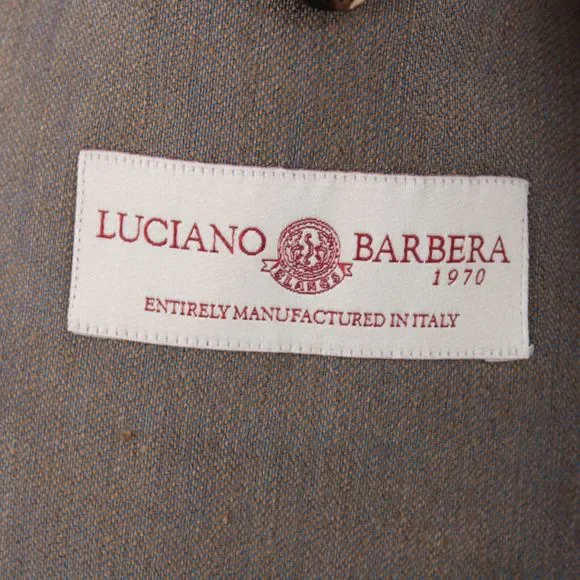 LUCIANO BARBERA
1970
ENTIRELY MANUFACTURED IN ITALY